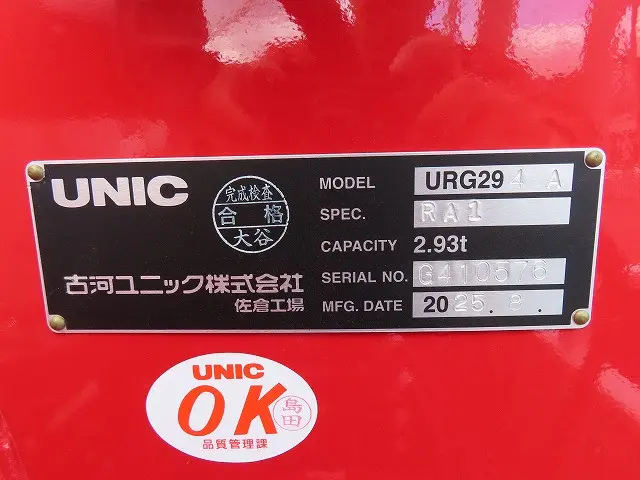 UNIC
完成検査
合格
大谷
古河ユニック株式会社
佐倉工場
MODEL URG294A
SPEC. RA1
CAPACITY 2.93t
SERIAL NO. G410576
MFG. DATE 2025.8.
UNIC
OK
島田
品質管理課